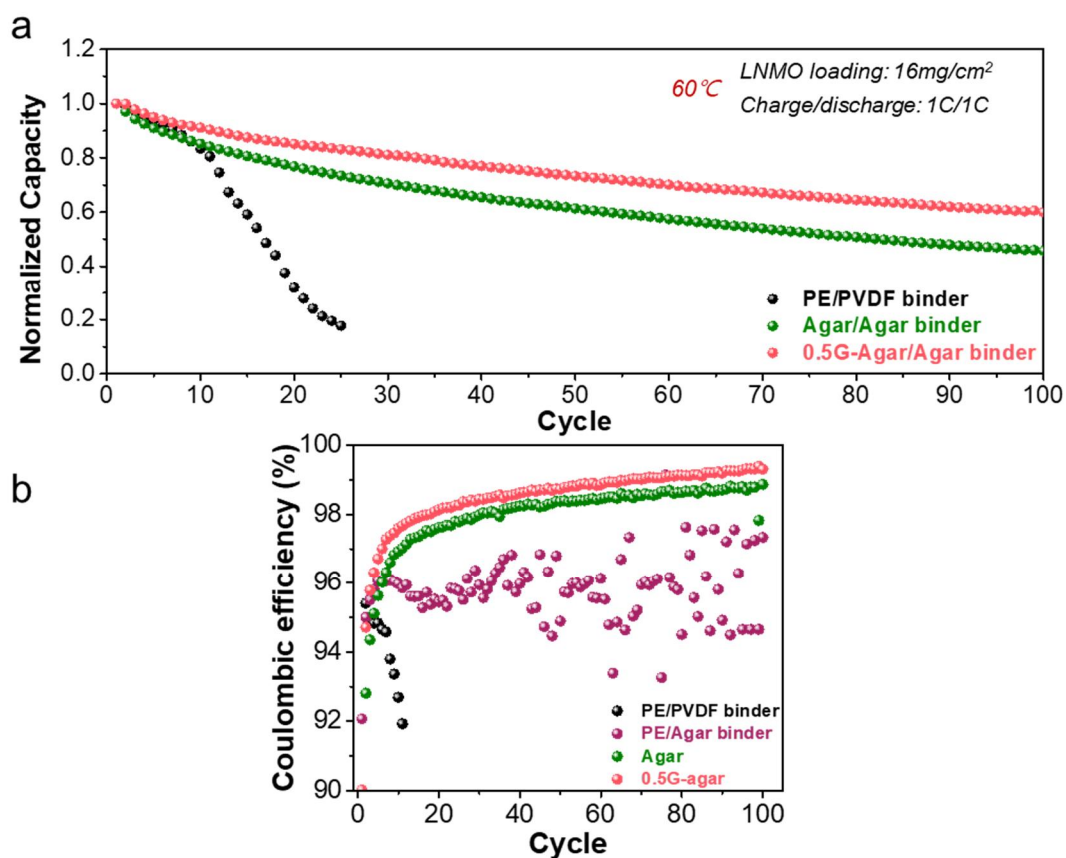 a
1.2
1.0
0.8
0.6
0.4
0.2
0.0
Normalized Capacity
60℃
LNMO loading: 16mg/cm²
Charge/discharge: 1C/1C
PE/PVDF binder
Agar/Agar binder
0.5G-Agar/Agar binder
0 10 20 30 40 50 60 70 80 90 100
Cycle
b
100
98
96
94
92
90
Coulombic efficiency (%)
PE/PVDF binder
PE/Agar binder
Agar
0.5G-agar
0 20 40 60 80 100
Cycle